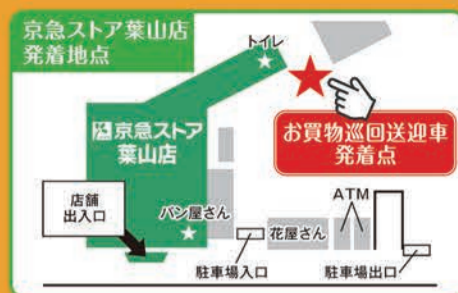 京急ストア葉山店
発着地点
トイレ
京急ストア
葉山店
お買物巡回送迎車
発着点
店舗
出入口
パン屋さん
ATM
花屋さん
駐車場入口
駐車場出口